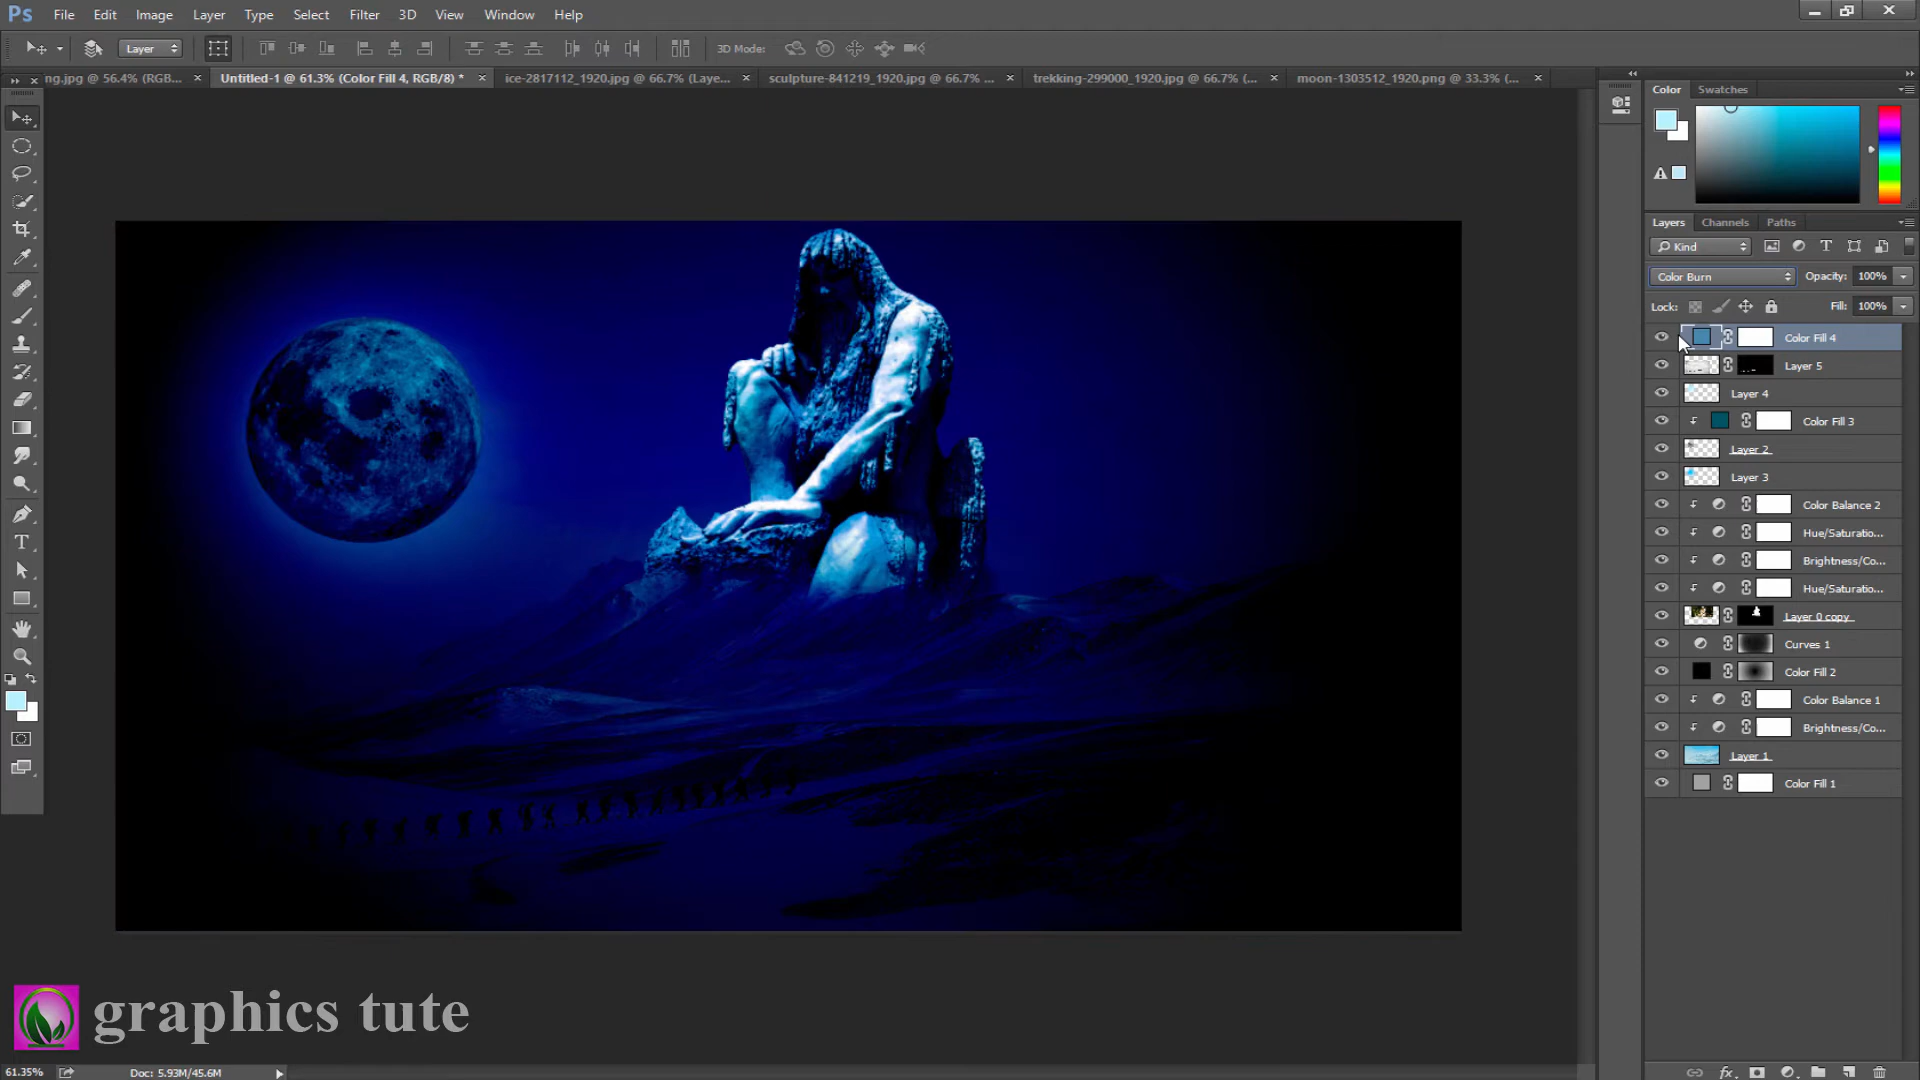 Ps File Edit Image Layer Type Select Filter 3D View Window Help
Layer 3D Mode:
ng.jpg @ 56.4% (RGB... Untitled-1 @ 61.3% (Color Fill 4, RGB/8) * ice-2817112_1920.jpg @ 66.7% (Laye... sculpture-841219_1920.jpg @ 66.7% ... trekking-299000_1920.jpg @ 66.7% (... moon-1303512_1920.png @ 33.3% (...
Color Swatches
Layers Channels Paths
Kind
Color Burn Opacity: 100%
Lock: Fill: 100%
Color Fill 4
Layer 5
Layer 4
Color Fill 3
Layer 2
Layer 3
Color Balance 2
Hue/Saturatio...
Brightness/Co...
Hue/Saturatio...
Layer 0 copy
Curves 1
Color Fill 2
Color Balance 1
Brightness/Co...
Layer 1
Color Fill 1
graphics tute
61.35% Doc: 5.93M/45.6M
fx